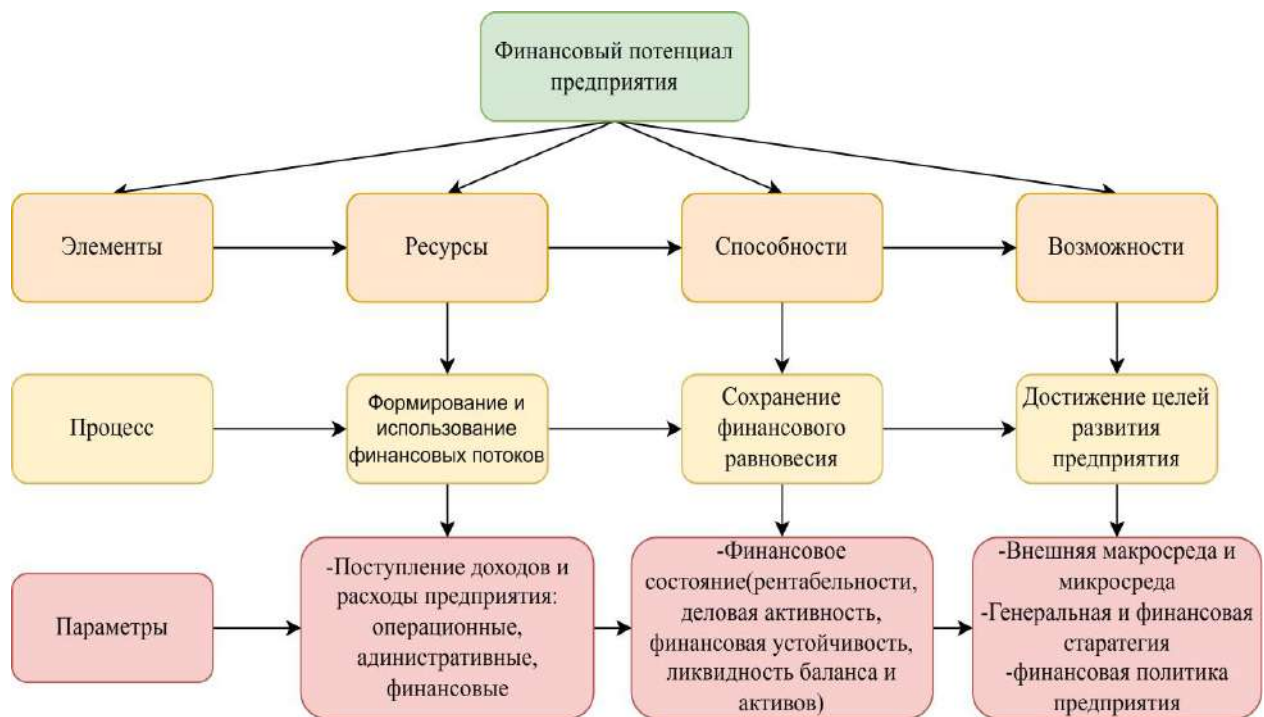 Финансовый потенциал
предприятия
Элементы
Ресурсы
Способности
Возможности
Процесс
Формирование и
использование
финансовых потоков
Сохранение
финансового
равновесия
Достижение целей
развития
предприятия
Параметры
-Поступление доходов и
расходы предприятия:
операционные,
адинистративные,
финансовые
-Финансовое
состояние(рентабельности,
деловая активность,
финансовая устойчивость,
ликвидность баланса и
активов)
-Внешняя макросреда и
микросреда
-Генеральная и финансовая
старатегия
-финансовая политика
предприятия